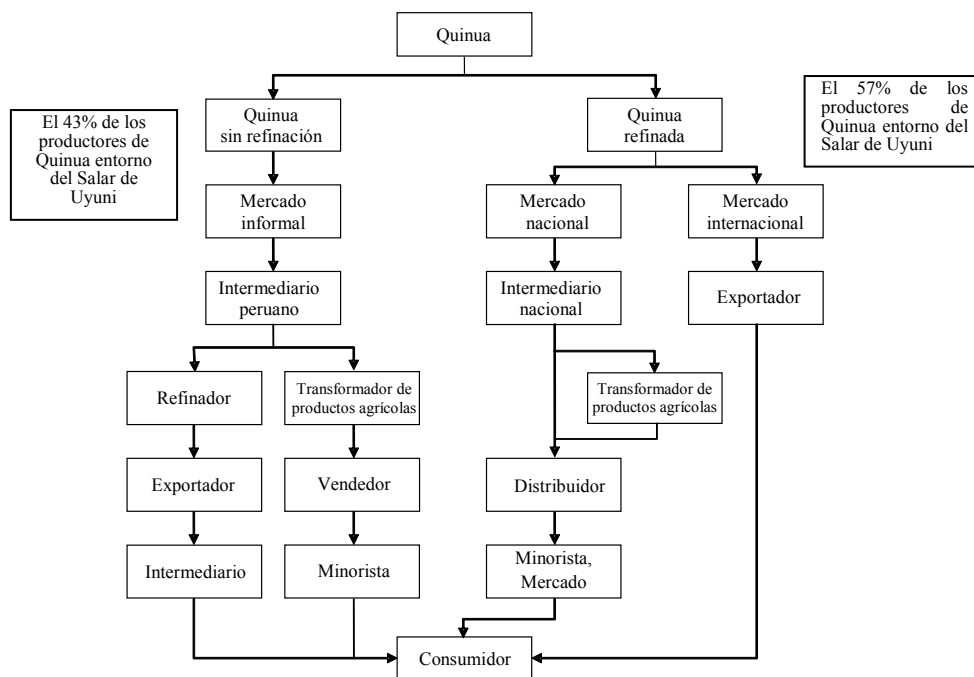 Quinua
El 43% de los
productores de
Quinua entorno
del Salar de
Uyuni
Quinua
sin refinación
Quinua
refinada
El 57% de los
productores de
Quinua entorno del
Salar de Uyuni
Mercado
informal
Mercado
nacional
Mercado
internacional
Intermediario
peruano
Intermediario
nacional
Exportador
Refinador
Transformador de
productos agrícolas
Transformador de
productos agrícolas
Exportador
Vendedor
Distribuidor
Intermediario
Minorista
Minorista,
Mercado
Consumidor